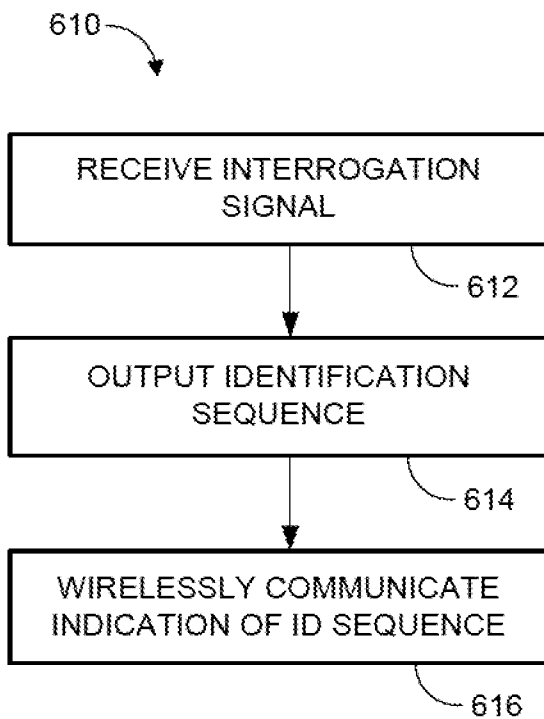 610
RECEIVE INTERROGATION
SIGNAL
612
OUTPUT IDENTIFICATION
SEQUENCE
614
WIRELESSLY COMMUNICATE
INDICATION OF ID SEQUENCE
616